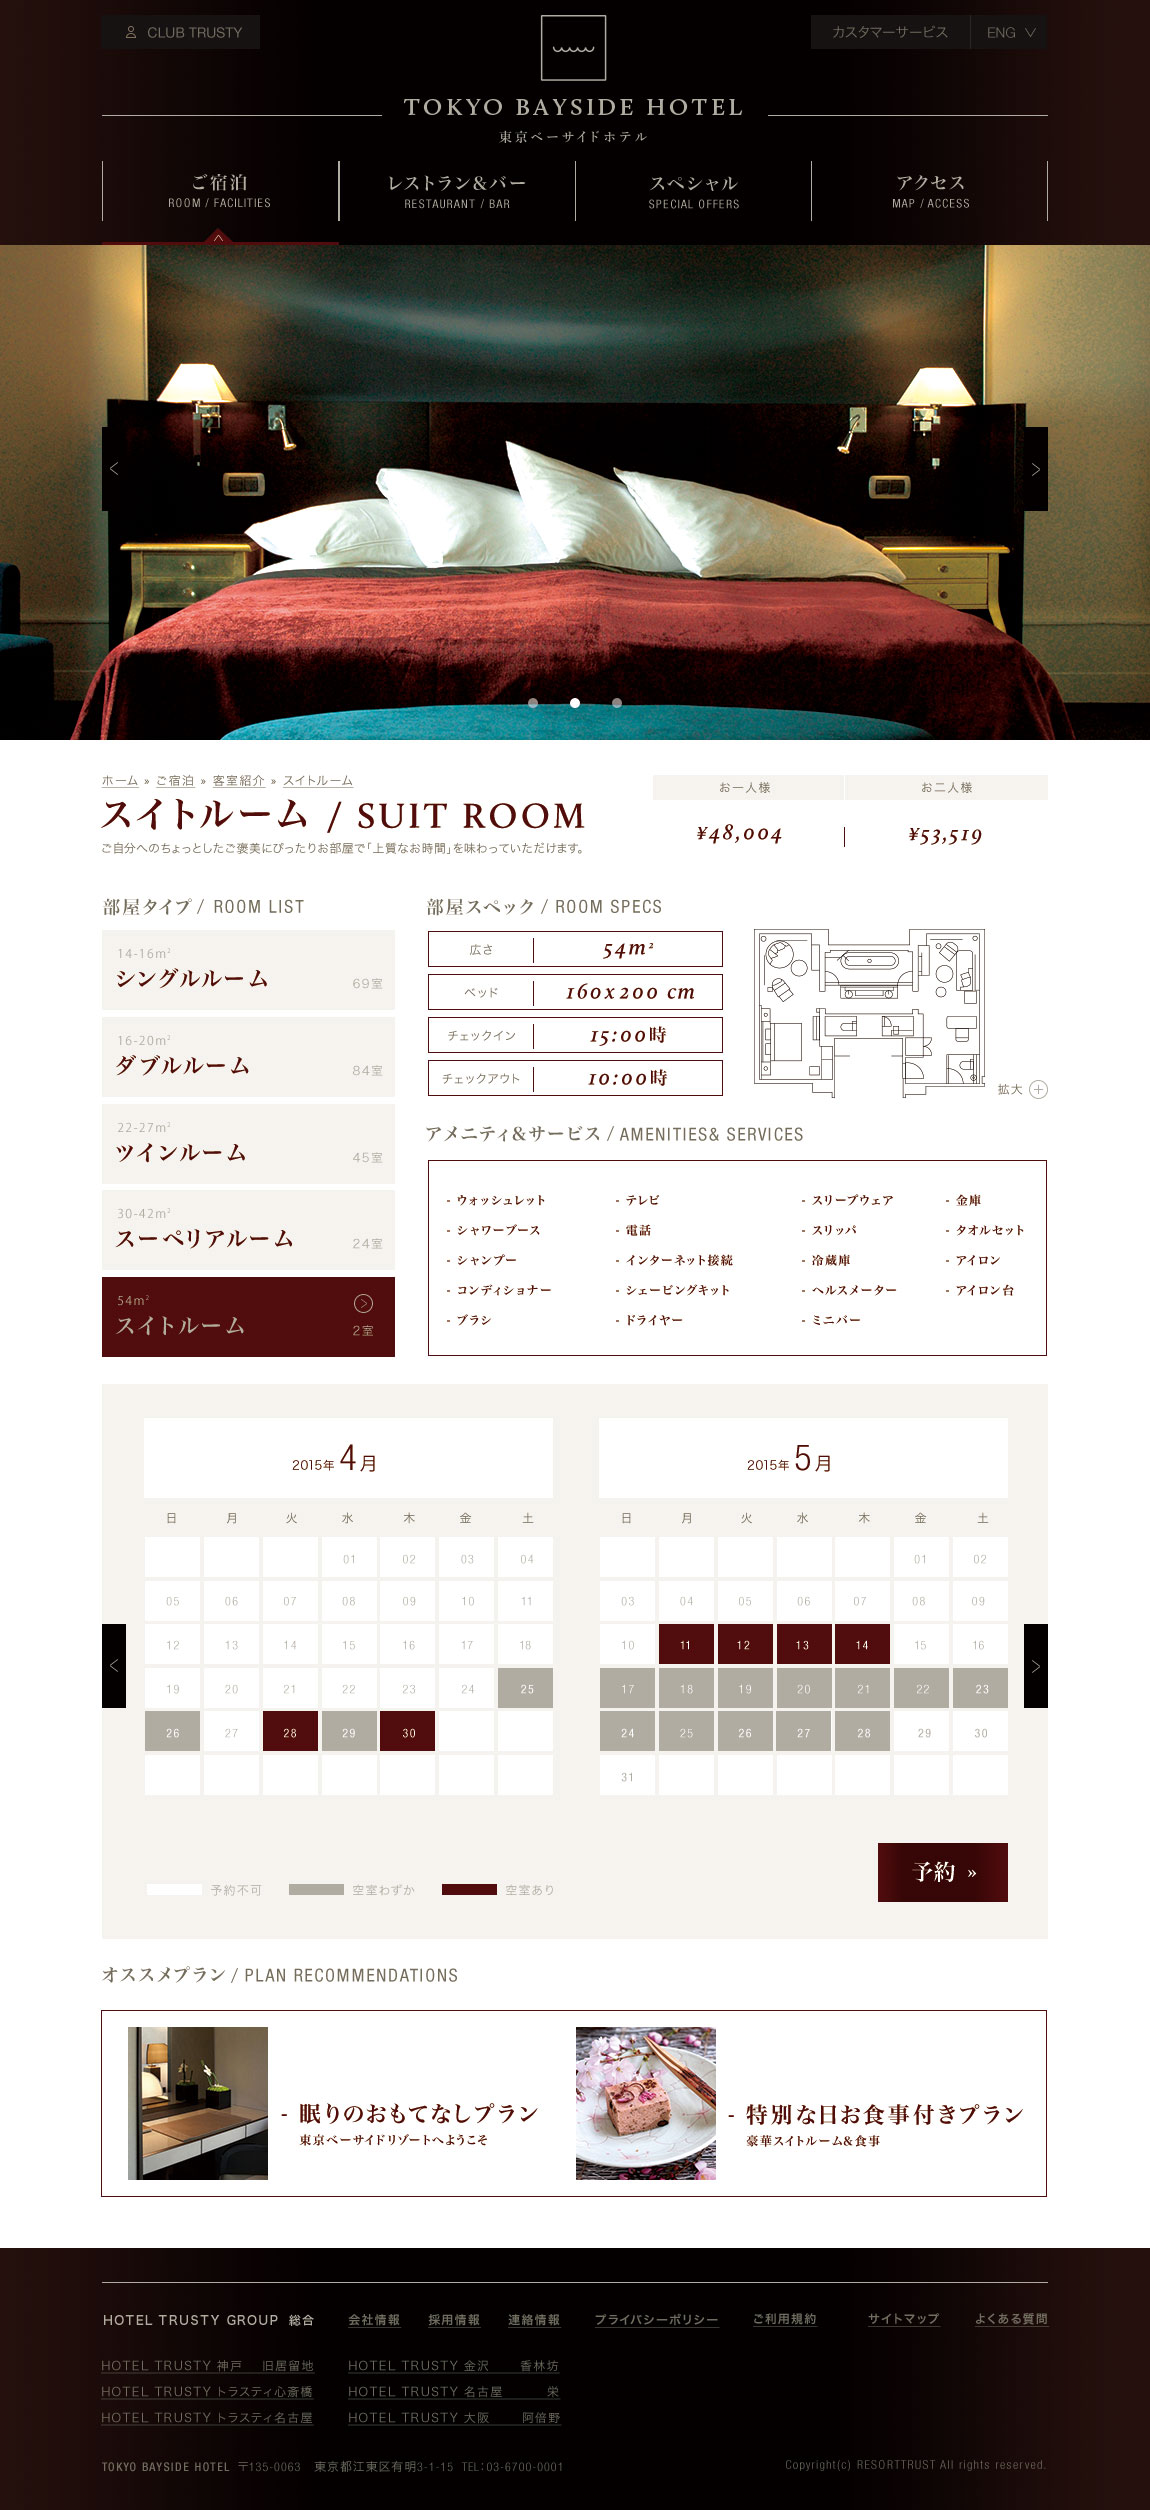 CLUB TRUSTY
カスタマーサービス
ENG
TOKYO BAYSIDE HOTEL
東京ベーサイドホテル
ご宿泊
ROOM / FACILITIES
レストラン&バー
RESTAURANT / BAR
スペシャル
SPECIAL OFFERS
アクセス
MAP / ACCESS
ホーム » ご宿泊 » 客室紹介 » スイトルーム
スイトルーム / SUIT ROOM
ご自分へのちょっとしたご褒美にぴったりお部屋で「上質なお時間」を味わっていただけます。
お一人様 お二人様
¥48,004 ¥53,519
部屋タイプ / ROOM LIST
14-16m²
シングルルーム 69室
16-20m²
ダブルルーム 84室
22-27m²
ツインルーム 45室
30-42m²
スーペリアルーム 24室
54m²
スイトルーム 2室
部屋スペック / ROOM SPECS
広さ 54m²
ベッド 160x200 cm
チェックイン 15:00時
チェックアウト 10:00時
拡大
アメニティ&サービス / AMENITIES& SERVICES
- ウォッシュレット - テレビ - スリープウェア - 金庫
- シャワーブース - 電話 - スリッパ - タオルセット
- シャンプー - インターネット接続 - 冷蔵庫 - アイロン
- コンディショナー - シェービングキット - ヘルスメーター - アイロン台
- ブラシ - ドライヤー - ミニバー
2015年 4月
日 月 火 水 木 金 土
01 02 03 04
05 06 07 08 09 10 11
12 13 14 15 16 17 18
19 20 21 22 23 24 25
26 27 28 29 30
2015年 5月
日 月 火 水 木 金 土
01 02
03 04 05 06 07 08 09
10 11 12 13 14 15 16
17 18 19 20 21 22 23
24 25 26 27 28 29 30
31
予約不可 空室わずか 空室あり
予約 »
オススメプラン / PLAN RECOMMENDATIONS
- 眠りのおもてなしプラン
東京ベーサイドリゾートへようこそ
- 特別な日お食事付きプラン
豪華スイトルーム&食事
HOTEL TRUSTY GROUP 総合 会社情報 採用情報 連絡情報 プライバシーポリシー ご利用規約 サイトマップ よくある質問
HOTEL TRUSTY 神戸 旧居留地 HOTEL TRUSTY 金沢 香林坊
HOTEL TRUSTY トラスティ心斎橋 HOTEL TRUSTY 名古屋 栄
HOTEL TRUSTY トラスティ名古屋 HOTEL TRUSTY 大阪 阿倍野
TOKYO BAYSIDE HOTEL 〒135-0063 東京都江東区有明3-1-15 TEL:03-6700-0001
Copyright(c) RESORTTRUST All rights reserved.